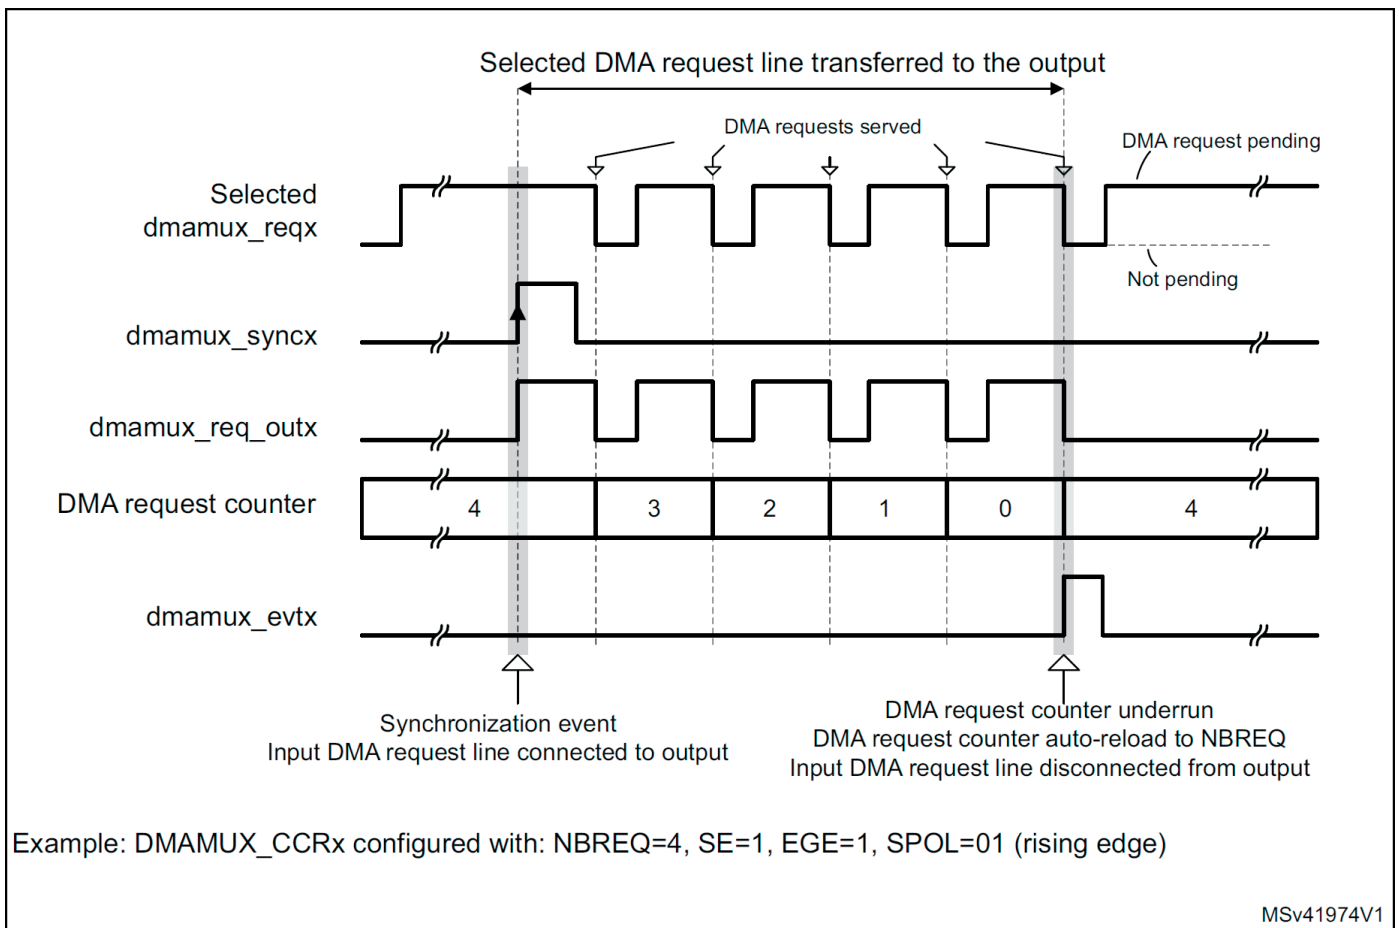 Selected DMA request line transferred to the output
DMA requests served
DMA request pending
Selected
dmamux_reqx
Not pending
dmamux_syncx
dmamux_req_outx
DMA request counter
4
3
2
1
0
4
dmamux_evtx
Synchronization event
Input DMA request line connected to output
DMA request counter underrun
DMA request counter auto-reload to NBREQ
Input DMA request line disconnected from output
Example: DMAMUX_CCRx configured with: NBREQ=4, SE=1, EGE=1, SPOL=01 (rising edge)
MSv41974V1